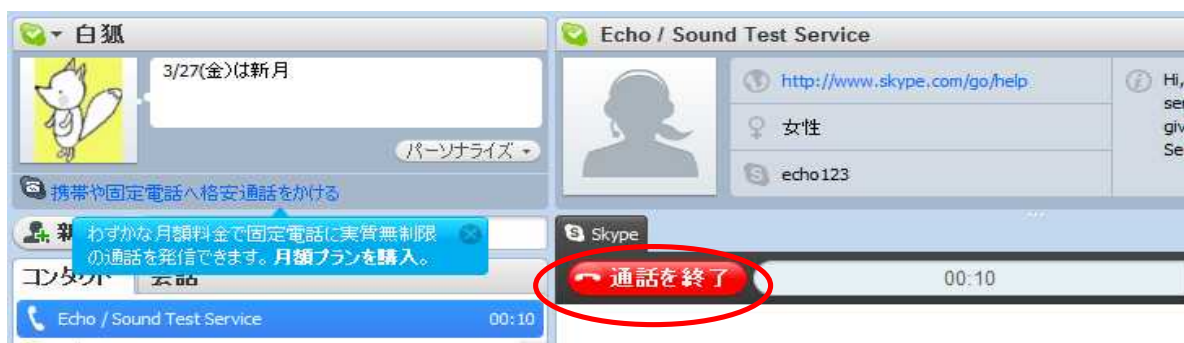 白狐
3/27(金)は新月
パーソナライズ
携帯や固定電話へ格安通話をかける
新
わずかな月額料金で固定電話に実質無制限
の通話を発信できます。月額プランを購入。
コンタクト 会話
Echo / Sound Test Service 00:10
Echo / Sound Test Service
http://www.skype.com/go/help
女性
echo123
Hi,
Skype
通話を終了 00:10